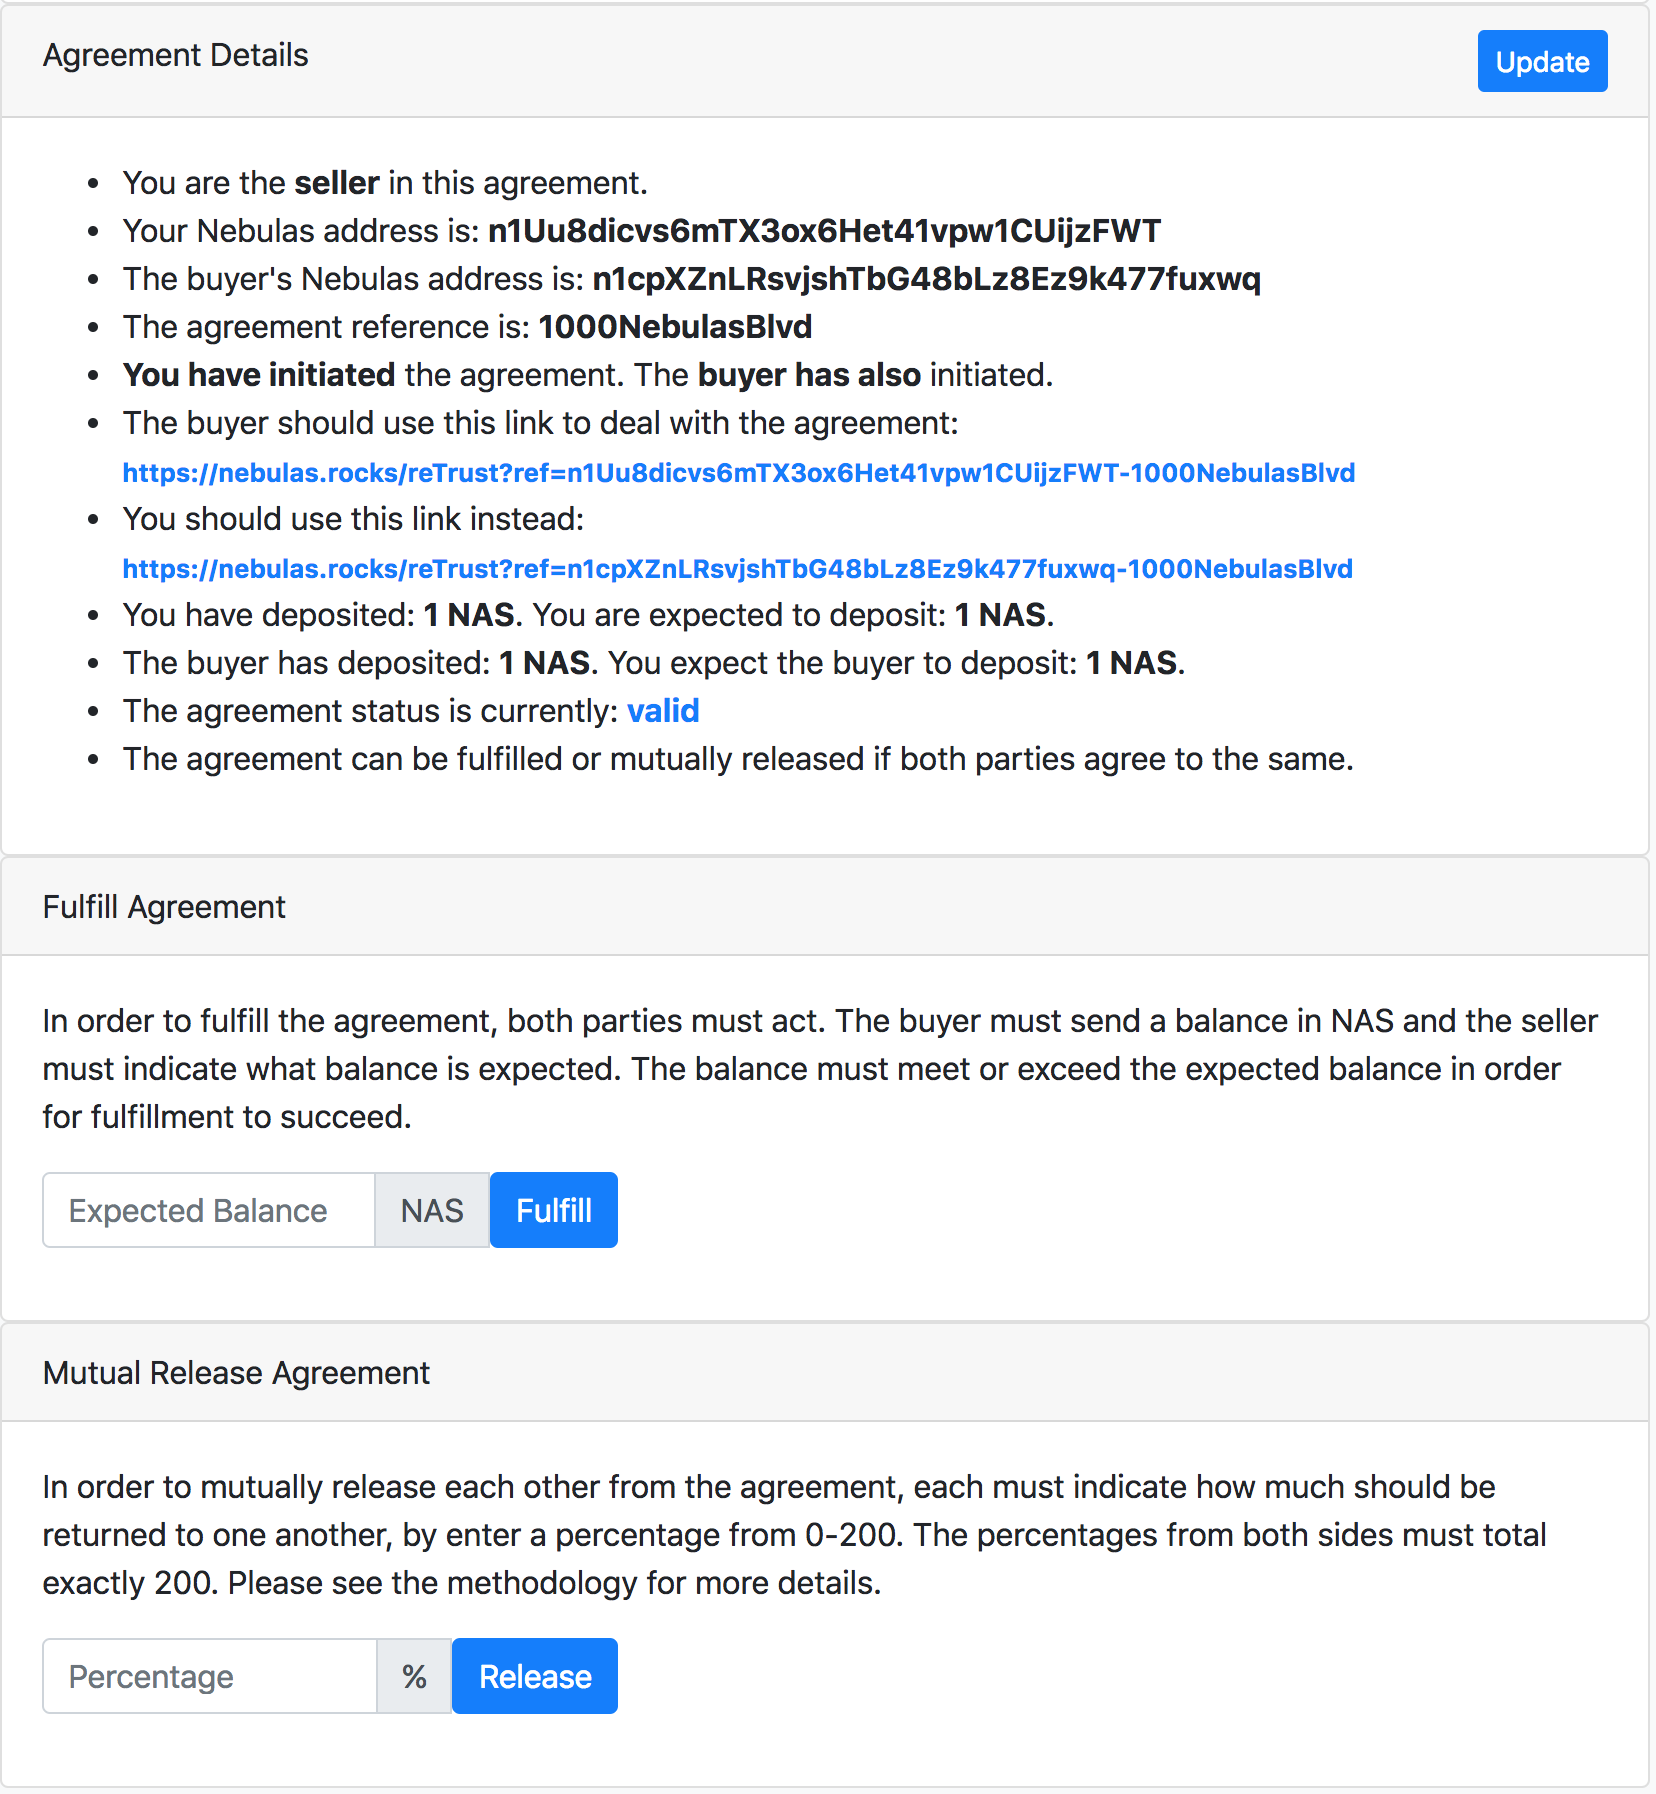 Agreement Details
Update
You are the seller in this agreement.
Your Nebulas address is: n1Uu8dicvs6mTX3ox6Het41vpw1CUijzFWT
The buyer's Nebulas address is: n1cpXZnLRsvjshTbG48bLz8Ez9k477fuxwq
The agreement reference is: 1000NebulasBlvd
You have initiated the agreement. The buyer has also initiated.
The buyer should use this link to deal with the agreement:
https://nebulas.rocks/reTrust?ref=n1Uu8dicvs6mTX3ox6Het41vpw1CUijzFWT-1000NebulasBlvd
You should use this link instead:
https://nebulas.rocks/reTrust?ref=n1cpXZnLRsvjshTbG48bLz8Ez9k477fuxwq-1000NebulasBlvd
You have deposited: 1 NAS. You are expected to deposit: 1 NAS.
The buyer has deposited: 1 NAS. You expect the buyer to deposit: 1 NAS.
The agreement status is currently: valid
The agreement can be fulfilled or mutually released if both parties agree to the same.
Fulfill Agreement
In order to fulfill the agreement, both parties must act. The buyer must send a balance in NAS and the seller
must indicate what balance is expected. The balance must meet or exceed the expected balance in order
for fulfillment to succeed.
Expected Balance NAS Fulfill
Mutual Release Agreement
In order to mutually release each other from the agreement, each must indicate how much should be
returned to one another, by enter a percentage from 0-200. The percentages from both sides must total
exactly 200. Please see the methodology for more details.
Percentage % Release